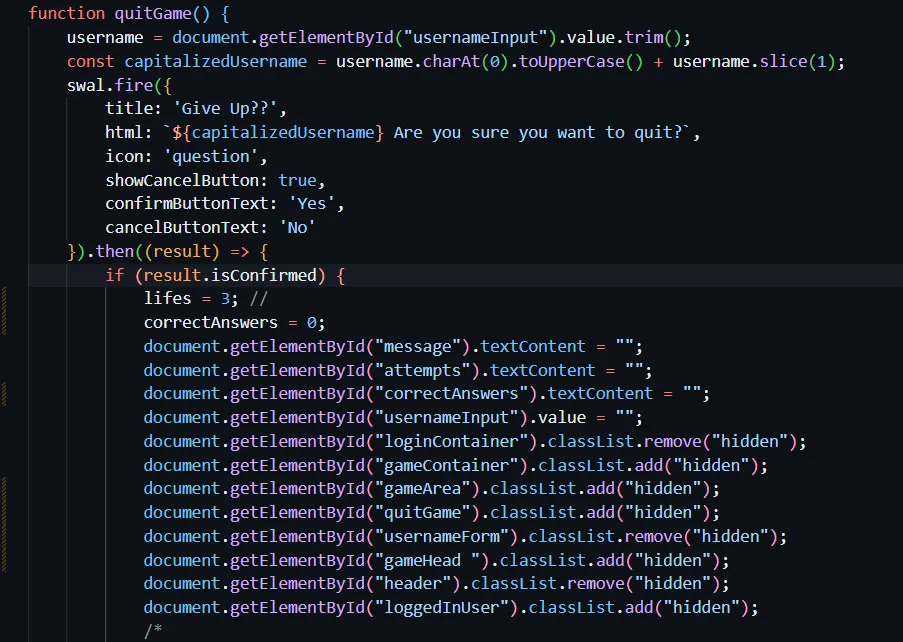 function quitGame() {
    username = document.getElementById("usernameInput").value.trim();
    const capitalizedUsername = username.charAt(0).toUpperCase() + username.slice(1);
    swal.fire({
        title: 'Give Up??',
        html: `${capitalizedUsername} Are you sure you want to quit?`,
        icon: 'question',
        showCancelButton: true,
        confirmButtonText: 'Yes',
        cancelButtonText: 'No'
    }).then((result) => {
        if (result.isConfirmed) {
            lifes = 3; //
            correctAnswers = 0;
            document.getElementById("message").textContent = "";
            document.getElementById("attempts").textContent = "";
            document.getElementById("correctAnswers").textContent = "";
            document.getElementById("usernameInput").value = "";
            document.getElementById("loginContainer").classList.remove("hidden");
            document.getElementById("gameContainer").classList.add("hidden");
            document.getElementById("gameArea").classList.add("hidden");
            document.getElementById("quitGame").classList.add("hidden");
            document.getElementById("usernameForm").classList.remove("hidden");
            document.getElementById("gameHead ").classList.add("hidden");
            document.getElementById("header").classList.remove("hidden");
            document.getElementById("loggedInUser").classList.add("hidden");
            /*